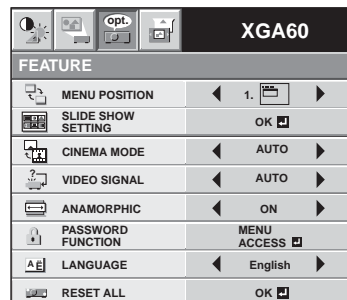 opt.
XGA60
FEATURE
MENU POSITION
1.
SLIDE SHOW
SETTING
OK
CINEMA MODE
AUTO
VIDEO SIGNAL
AUTO
ANAMORPHIC
ON
PASSWORD
FUNCTION
MENU
ACCESS
LANGUAGE
English
RESET ALL
OK